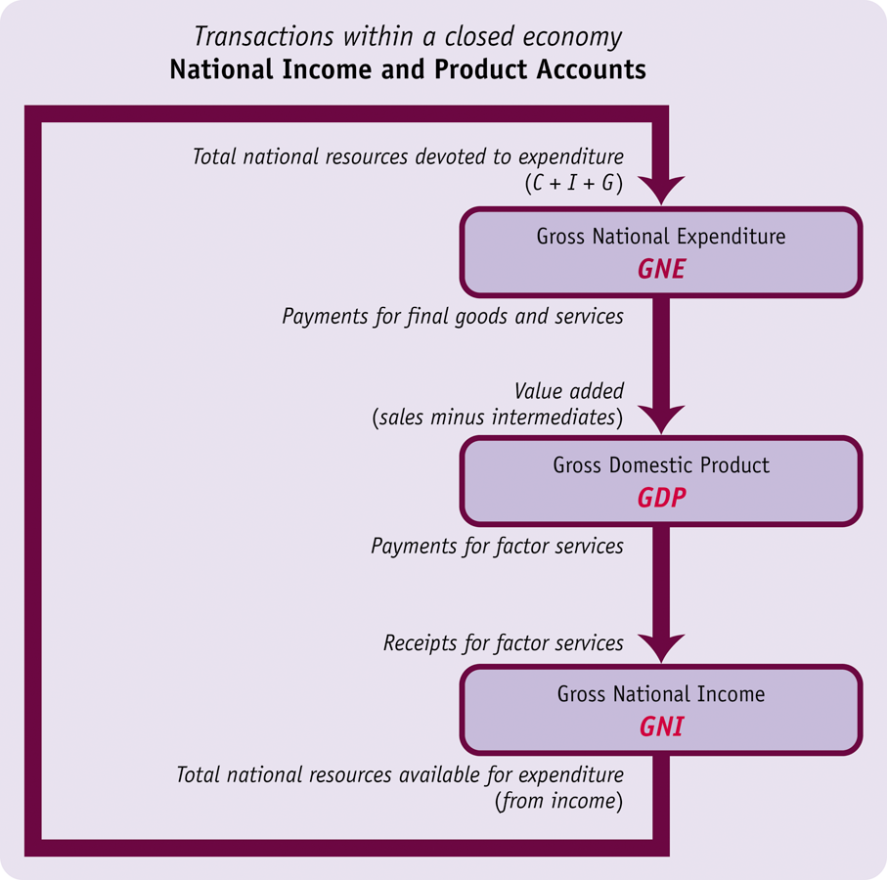 Transactions within a closed economy
National Income and Product Accounts
Total national resources devoted to expenditure
(C + I + G)
Gross National Expenditure
GNE
Payments for final goods and services
Value added
(sales minus intermediates)
Gross Domestic Product
GDP
Payments for factor services
Receipts for factor services
Gross National Income
GNI
Total national resources available for expenditure
(from income)